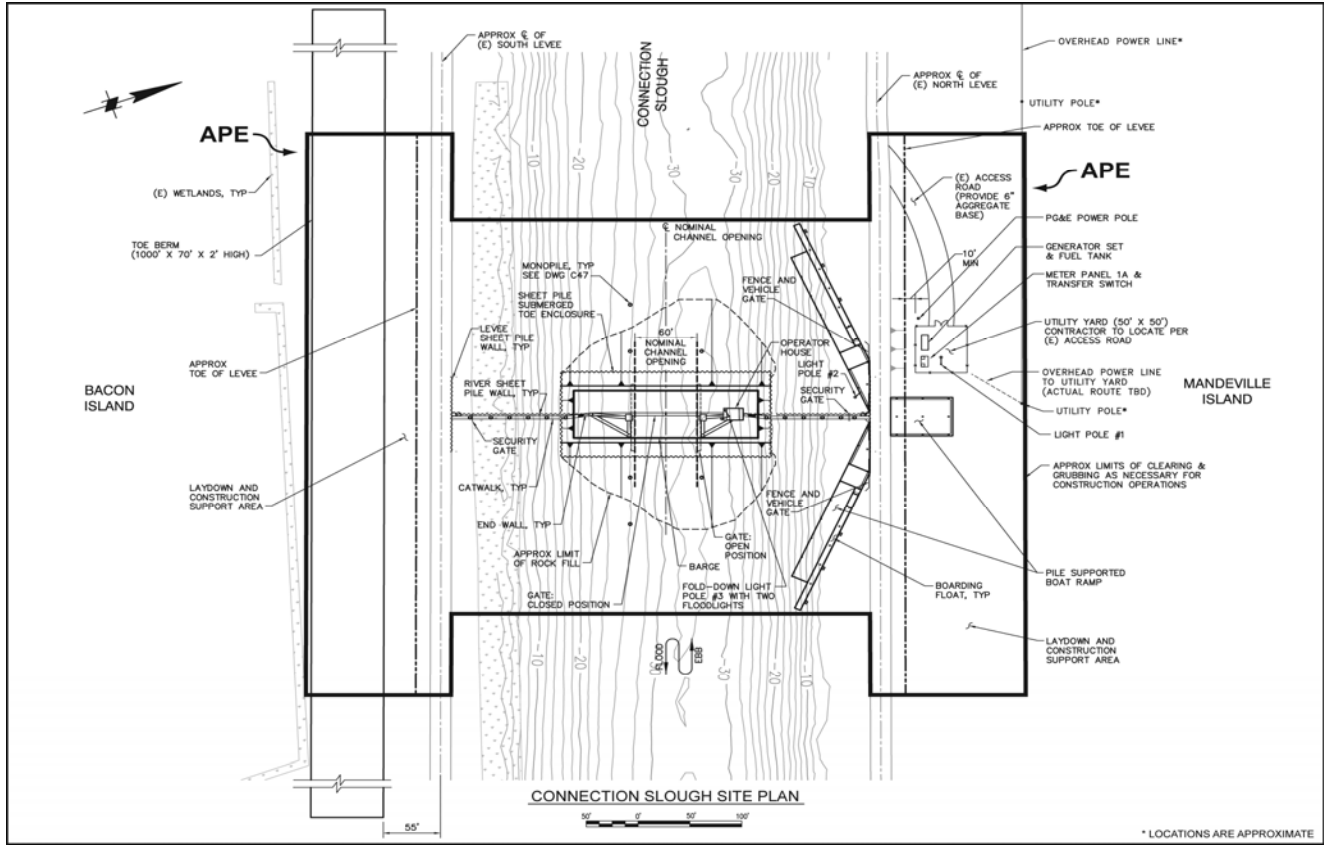 APPROX ℄ OF
(E) SOUTH LEVEE
CONNECTION
SLOUGH
OVERHEAD POWER LINE*
APPROX ℄ OF
(E) NORTH LEVEE
UTILITY POLE*
APPROX TOE OF LEVEE
APE
APE
(E) WETLANDS, TYP
(E) ACCESS
ROAD
(PROVIDE 6"
AGGREGATE
BASE)
-10
-20
-30
-30
-20
-10
PG&E POWER POLE
TOE BERM
(1000' X 70' X 2' HIGH)
℄ NOMINAL
CHANNEL OPENING
GENERATOR SET
& FUEL TANK
10'
MIN
MONOPILE, TYP
SEE DWG C47
FENCE AND
VEHICLE
GATE
METER PANEL 1A &
TRANSFER SWITCH
SHEET PILE
SUBMERGED
TOE ENCLOSURE
LEVEE
SHEET PILE
WALL, TYP
60'
NOMINAL
CHANNEL
OPENING
OPERATOR
HOUSE
UTILITY YARD (50' X 50')
CONTRACTOR TO LOCATE PER
(E) ACCESS ROAD
APPROX
TOE OF LEVEE
LIGHT
POLE #2
OVERHEAD POWER LINE
TO UTILITY YARD
(ACTUAL ROUTE TBD)
BACON
ISLAND
RIVER SHEET
PILE WALL, TYP
SECURITY
GATE
MANDEVILLE
ISLAND
UTILITY POLE*
SECURITY
GATE
LIGHT POLE #1
CATWALK, TYP
LAYDOWN AND
CONSTRUCTION
SUPPORT AREA
APPROX LIMITS OF CLEARING &
GRUBBING AS NECESSARY FOR
CONSTRUCTION OPERATIONS
FENCE AND
VEHICLE
GATE
END WALL, TYP
GATE:
OPEN
POSITION
APPROX LIMIT
OF ROCK FILL
BARGE
PILE SUPPORTED
BOAT RAMP
GATE:
CLOSED POSITION
FOLD-DOWN LIGHT
POLE #3 WITH TWO
FLOODLIGHTS
BOARDING
FLOAT, TYP
LAYDOWN AND
CONSTRUCTION
SUPPORT AREA
FLOOD
EBB
-10
-20
-30
-30
-20
-10
CONNECTION SLOUGH SITE PLAN
50' 0' 50' 100'
55'
* LOCATIONS ARE APPROXIMATE